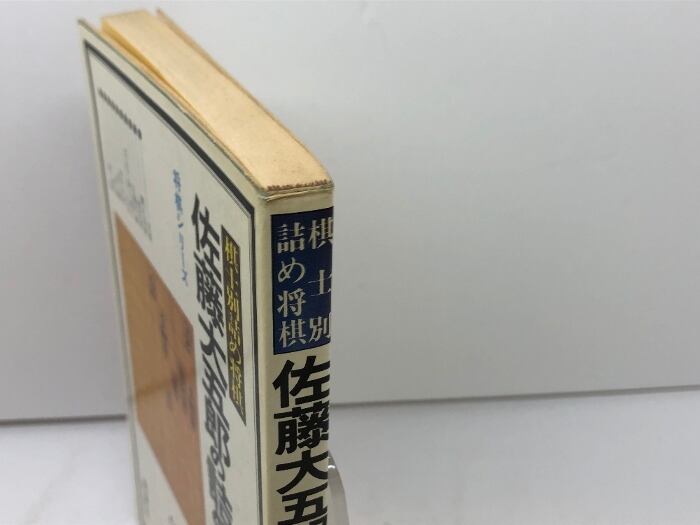 棋士別
詰め将棋
佐藤大五
将棋シリーズ
棋士別詰め将棋
佐藤大五郎